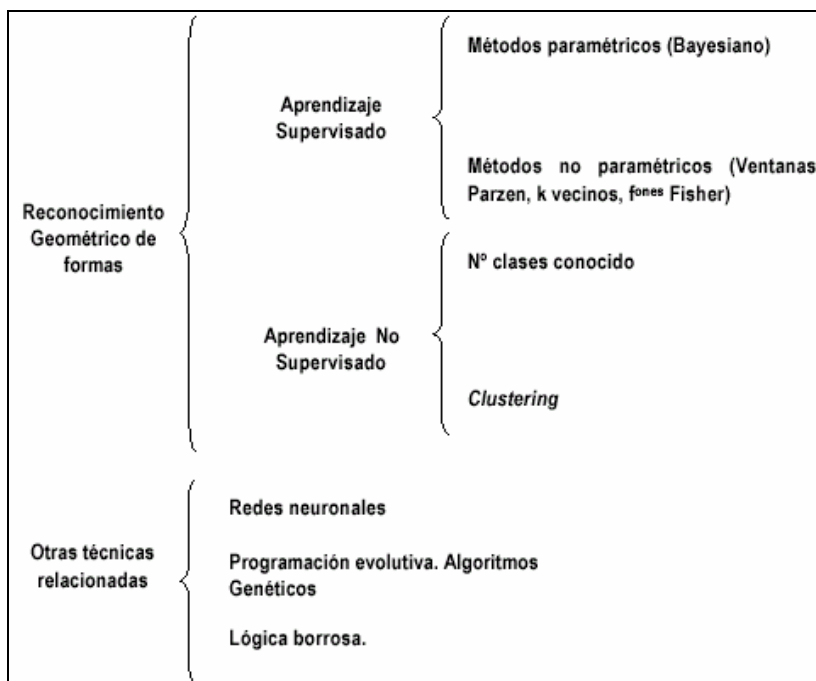 Métodos paramétricos (Bayesiano)
Aprendizaje
Supervisado
Métodos no paramétricos (Ventanas
Parzen, k vecinos, fones Fisher)
Reconocimiento
Geométrico de
formas
Nº clases conocido
Aprendizaje No
Supervisado
Clustering
Redes neuronales
Otras técnicas
relacionadas
Programación evolutiva. Algoritmos
Genéticos
Lógica borrosa.